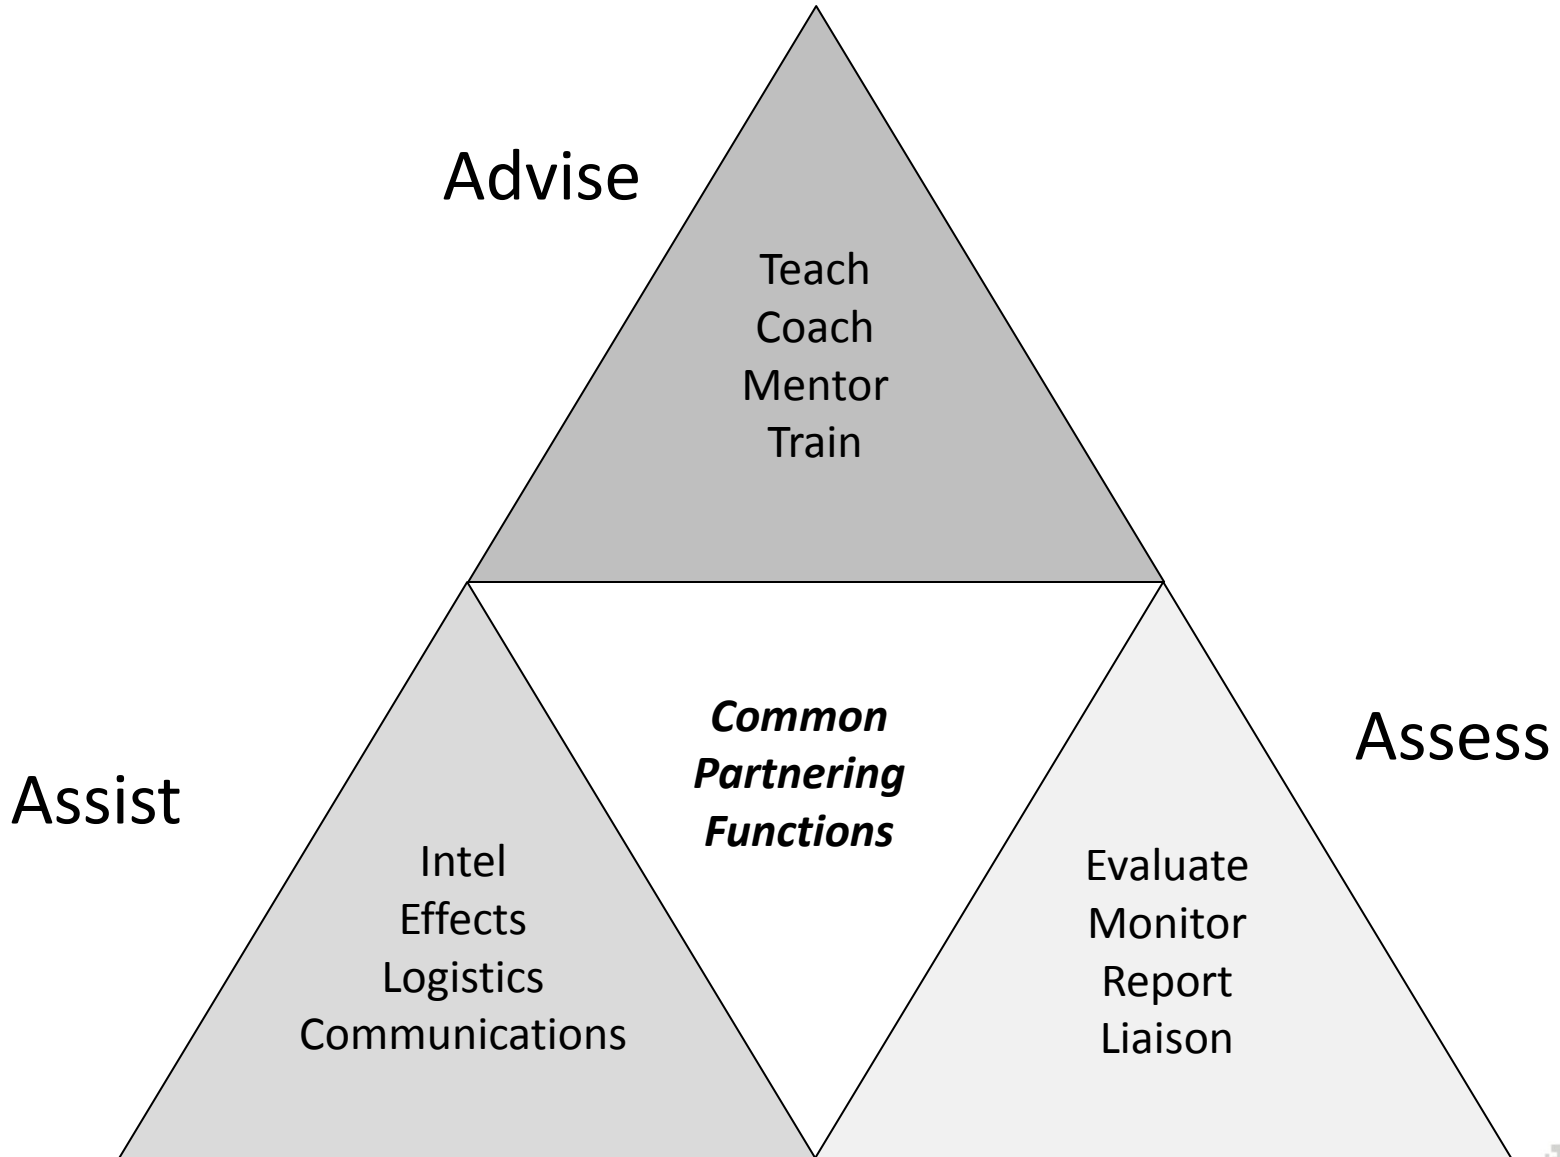 Advise
Teach
Coach
Mentor
Train
Common
Partnering
Functions
Assess
Assist
Intel
Effects
Logistics
Communications
Evaluate
Monitor
Report
Liaison